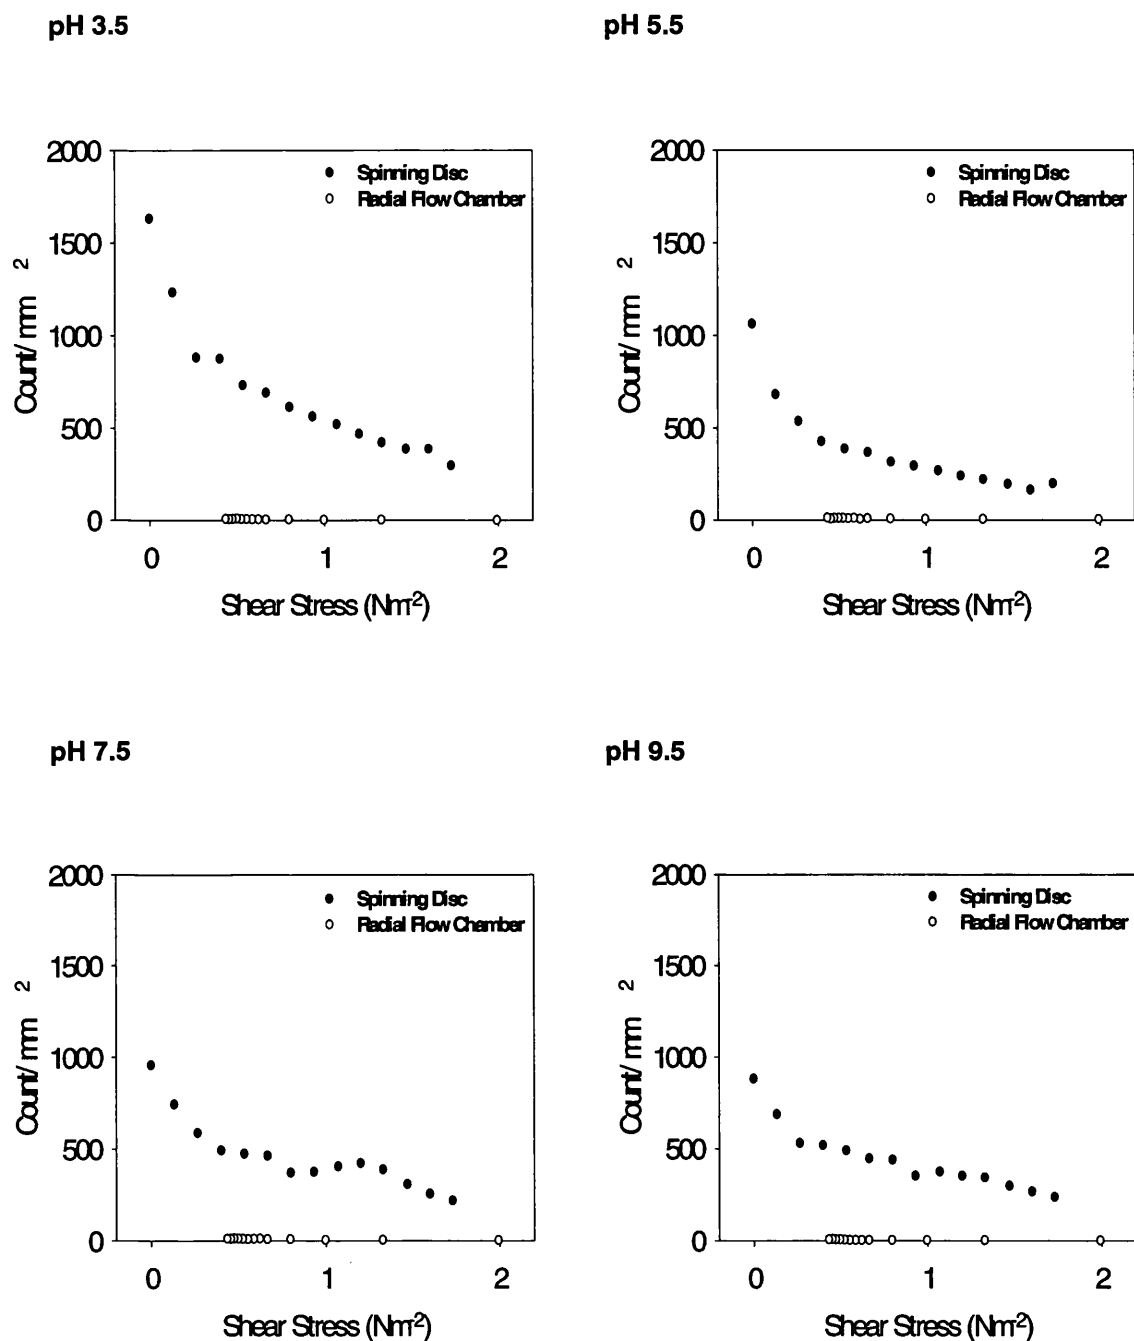 pH 3.5
2000
1500
1000
500
0
Count/ mm 2
Spinning Disc
Radial Flow Chamber
0 1 2
Shear Stress (Nm-2)
pH 5.5
2000
1500
1000
500
0
Count/ mm 2
Spinning Disc
Radial Flow Chamber
0 1 2
Shear Stress (Nm-2)
pH 7.5
2000
1500
1000
500
0
Count/ mm 2
Spinning Disc
Radial Flow Chamber
0 1 2
Shear Stress (Nm-2)
pH 9.5
2000
1500
1000
500
0
Count/ mm 2
Spinning Disc
Radial Flow Chamber
0 1 2
Shear Stress (Nm-2)